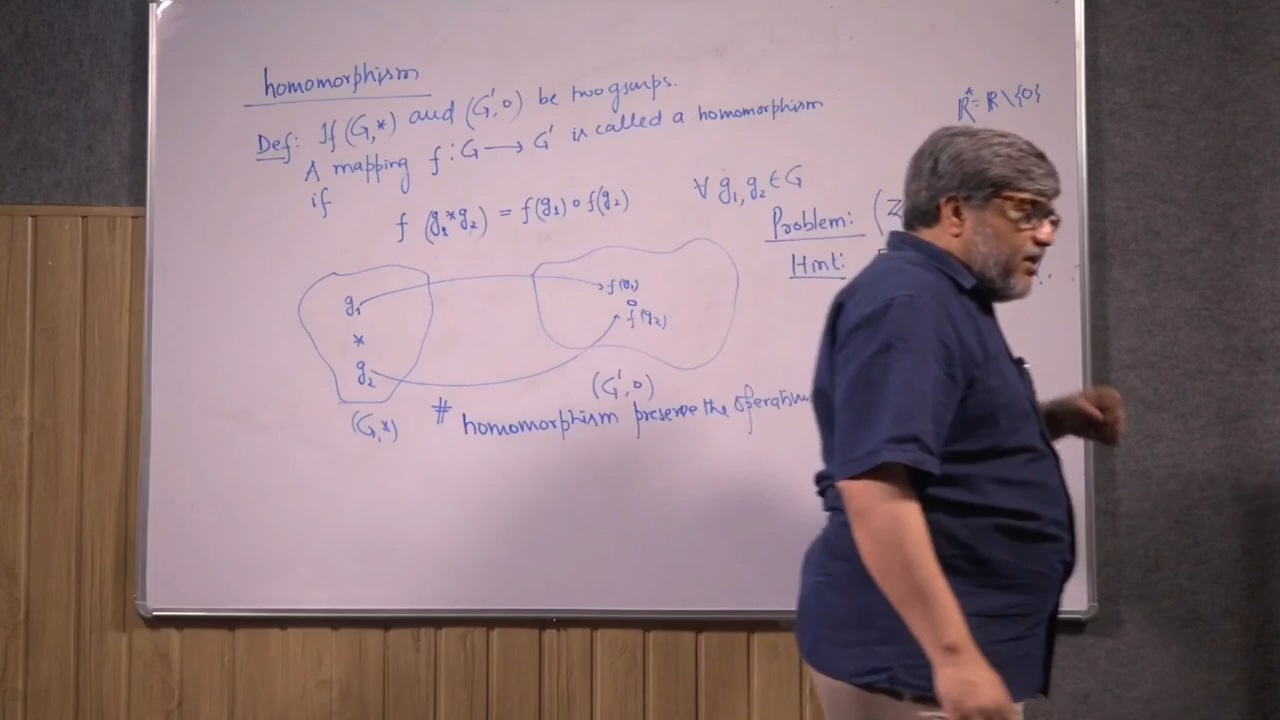 homomorphism
Def: If (G,*) and (G',o) be two groups.
A mapping f:G ⟶ G' is called a homomorphism
if
f (g₁*g₂) = f(g₁) o f(g₂) ∀ g₁,g₂ ∈ G
g₁
*
g₂
(G,*)
f(g₁)
o
f(g₂)
(G',o)
# homomorphism preserve the operation
R* = R\{0}
Problem: (Z
Hint: